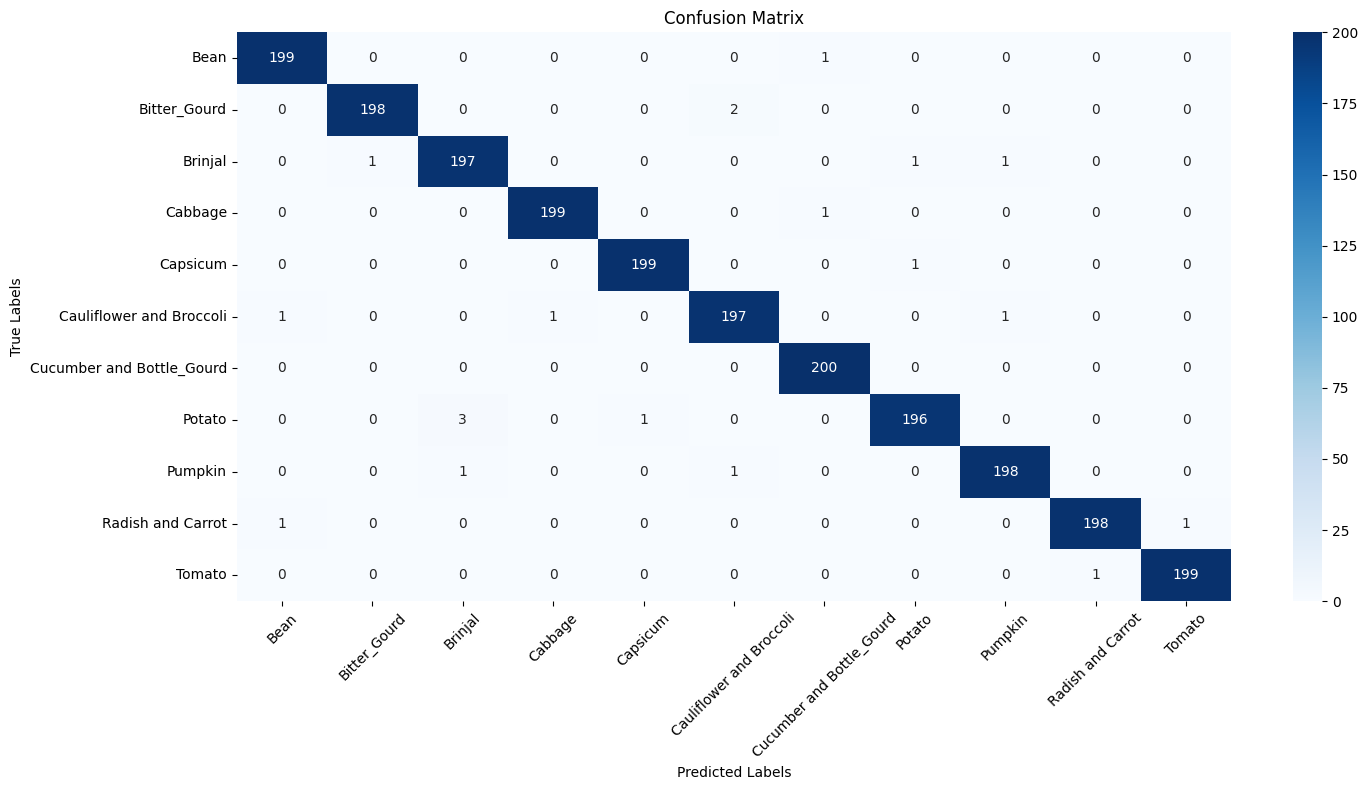 Confusion Matrix
True Labels
Bean 199 0 0 0 0 0 1 0 0 0 0
Bitter_Gourd 0 198 0 0 0 2 0 0 0 0 0
Brinjal 0 1 197 0 0 0 0 1 1 0 0
Cabbage 0 0 0 199 0 0 1 0 0 0 0
Capsicum 0 0 0 0 199 0 0 1 0 0 0
Cauliflower and Broccoli 1 0 0 1 0 197 0 0 1 0 0
Cucumber and Bottle_Gourd 0 0 0 0 0 0 200 0 0 0 0
Potato 0 0 3 0 1 0 0 196 0 0 0
Pumpkin 0 0 1 0 0 1 0 0 198 0 0
Radish and Carrot 1 0 0 0 0 0 0 0 0 198 1
Tomato 0 0 0 0 0 0 0 0 0 1 199
Bean
Bitter_Gourd
Brinjal
Cabbage
Capsicum
Cauliflower and Broccoli
Cucumber and Bottle_Gourd
Potato
Pumpkin
Radish and Carrot
Tomato
Predicted Labels
200
175
150
125
100
75
50
25
0